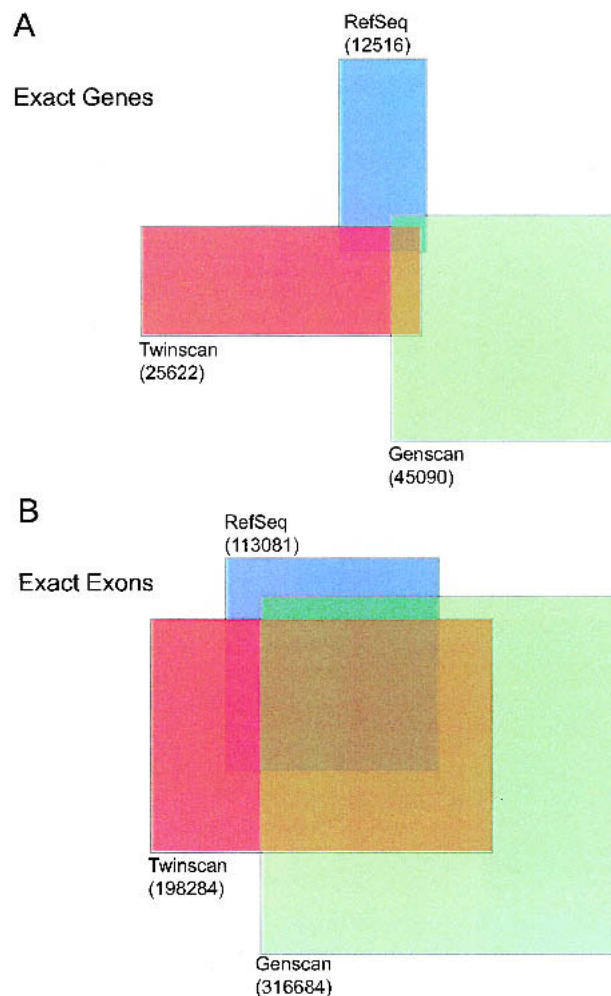 A
RefSeq
(12516)
Exact Genes
Twinscan
(25622)
Genscan
(45090)
B
RefSeq
(113081)
Exact Exons
Twinscan
(198284)
Genscan
(316684)